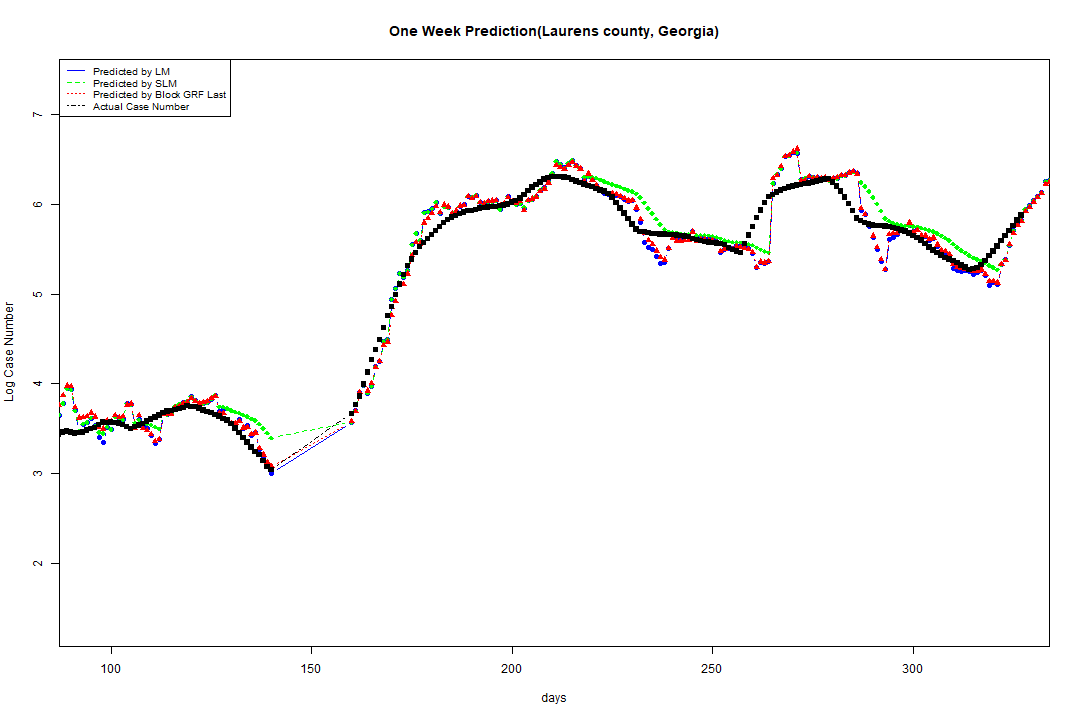 One Week Prediction(Laurens county, Georgia)
Predicted by LM
Predicted by SLM
Predicted by Block GRF Last
Actual Case Number
7
6
5
4
3
2
Log Case Number
100 150 200 250 300
days